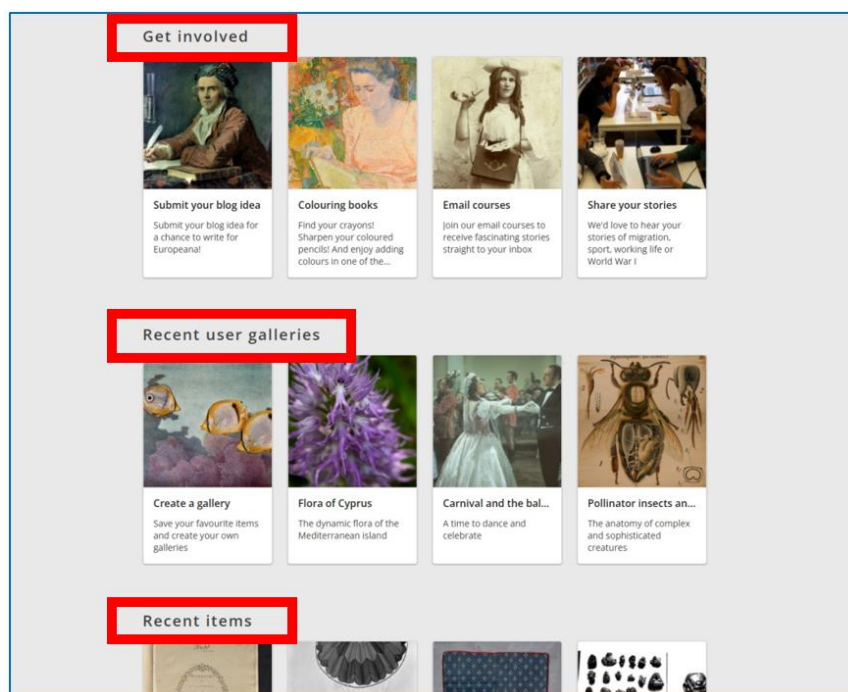 Get involved
Submit your blog idea
Submit your blog idea for
a chance to write for
Europeana!
Colouring books
Find your crayons!
Sharpen your coloured
pencils! And enjoy adding
colours in one of the...
Email courses
Join our email courses to
receive fascinating stories
straight to your inbox
Share your stories
We'd love to hear your
stories of migration,
sport, working life or
World War I
Recent user galleries
Create a gallery
Save your favourite items
and create your own
galleries
Flora of Cyprus
The dynamic flora of the
Mediterranean island
Carnival and the bal...
A time to dance and
celebrate
Pollinator insects an...
The anatomy of complex
and sophisticated
creatures
Recent items